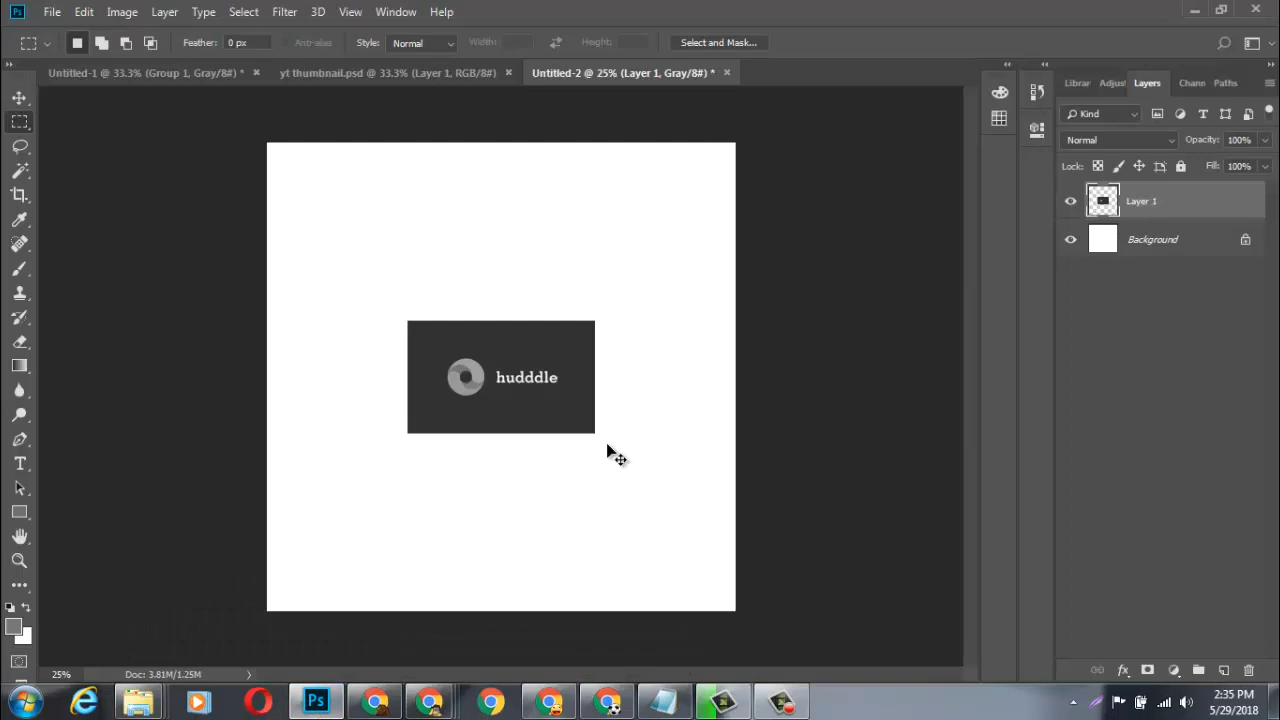 Ps File Edit Image Layer Type Select Filter 3D View Window Help
Feather: 0 px Anti-alias Style: Normal Width: Height: Select and Mask...
Untitled-1 @ 33.3% (Group 1, Gray/8#) * yt thumbnail.psd @ 33.3% (Layer 1, RGB/8#) Untitled-2 @ 25% (Layer 1, Gray/8#) *
Librar Adjus Layers Chann Paths
Kind
Normal Opacity: 100%
Lock: Fill: 100%
Layer 1
Background
hudddle
25% Doc: 3.81M/1.25M
Ps
2:35 PM
5/29/2018